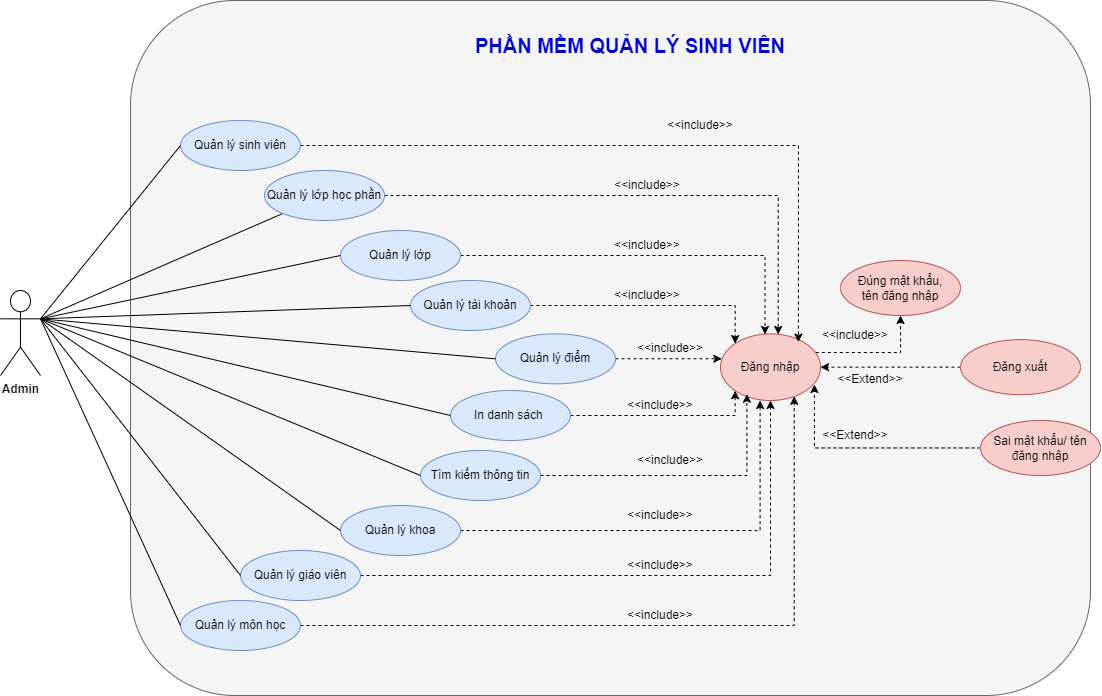 PHẦN MỀM QUẢN LÝ SINH VIÊN
<<include>>
Quản lý sinh viên
<<include>>
Quản lý lớp học phần
<<include>>
Quản lý lớp
Đúng mật khẩu,
tên đăng nhập
<<include>>
Quản lý tài khoản
<<include>>
<<include>>
Quản lý điểm
Đăng nhập
Đăng xuất
<<Extend>>
Admin
<<include>>
In danh sách
<<Extend>>
Sai mật khẩu/ tên
đăng nhập
<<include>>
Tìm kiếm thông tin
<<include>>
Quản lý khoa
<<include>>
Quản lý giáo viên
<<include>>
Quản lý môn học